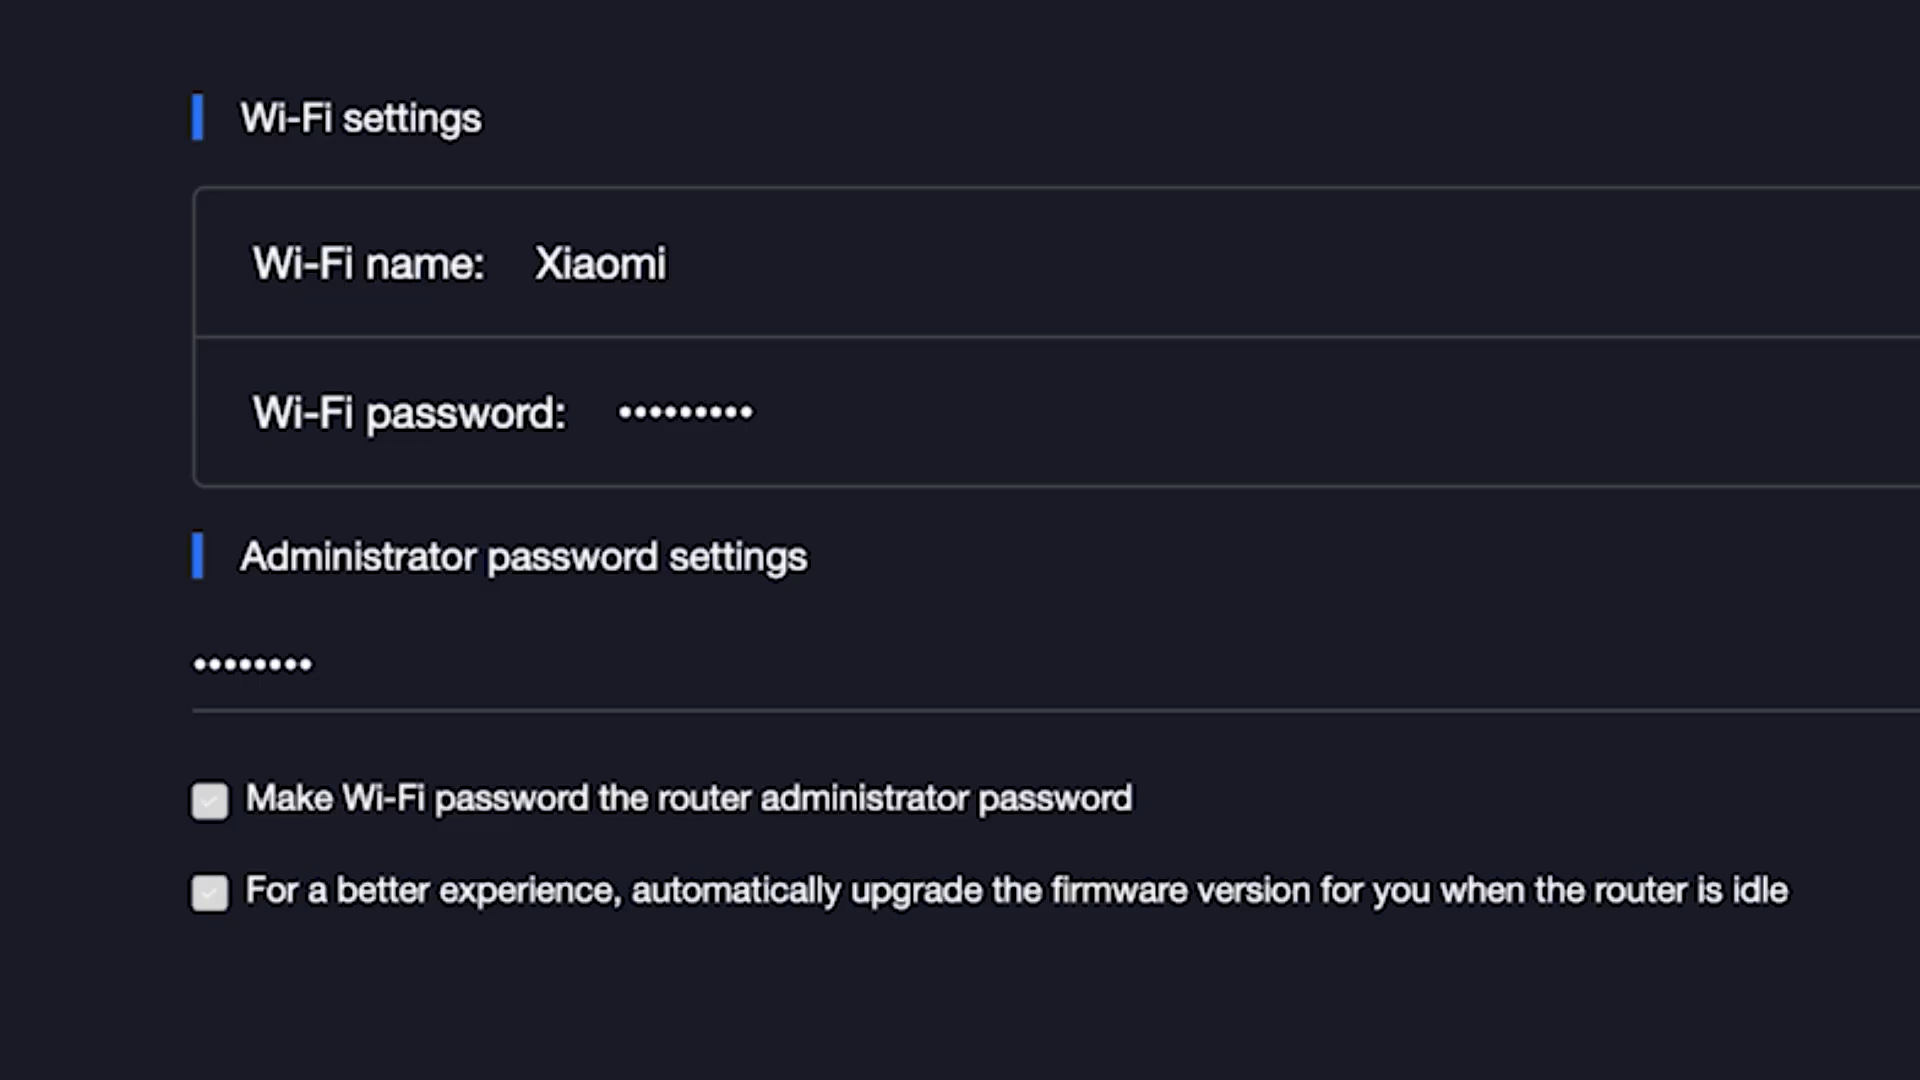 Wi-Fi settings
Wi-Fi name: Xiaomi
Wi-Fi password: •••••••••
Administrator password settings
••••••••
Make Wi-Fi password the router administrator password
For a better experience, automatically upgrade the firmware version for you when the router is idle